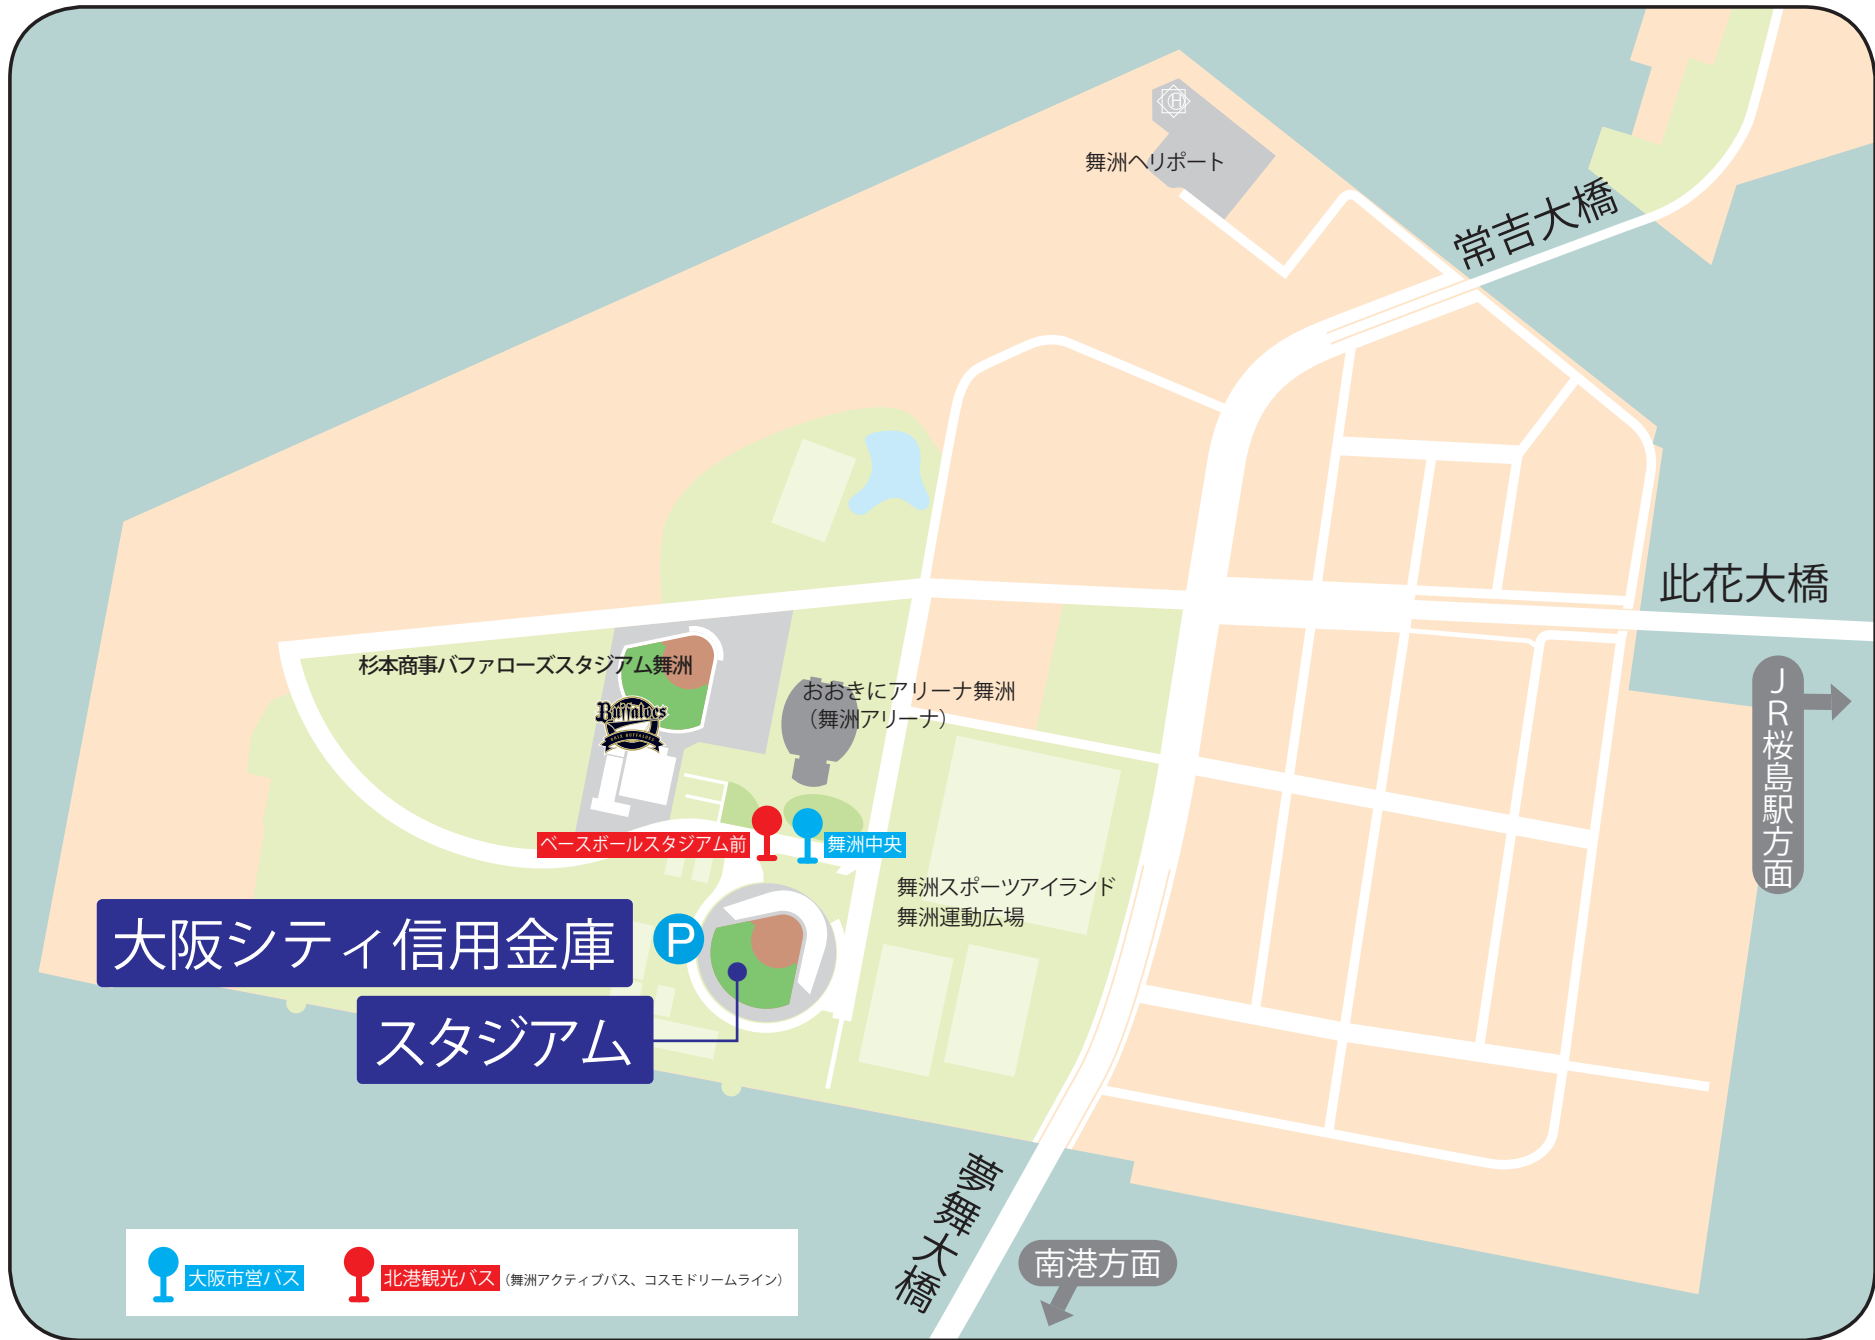 H
舞洲ヘリポート
常吉大橋
此花大橋
杉本商事バファローズスタジアム舞洲
Buffaloes
ORIX BUFFALOES
おおきにアリーナ舞洲
（舞洲アリーナ）
JR桜島駅方面
ベースボールスタジアム前
舞洲中央
舞洲スポーツアイランド
舞洲運動広場
P
大阪シティ信用金庫
スタジアム
夢舞大橋
南港方面
大阪市営バス
北港観光バス（舞洲アクティブバス、コスモドリームライン）